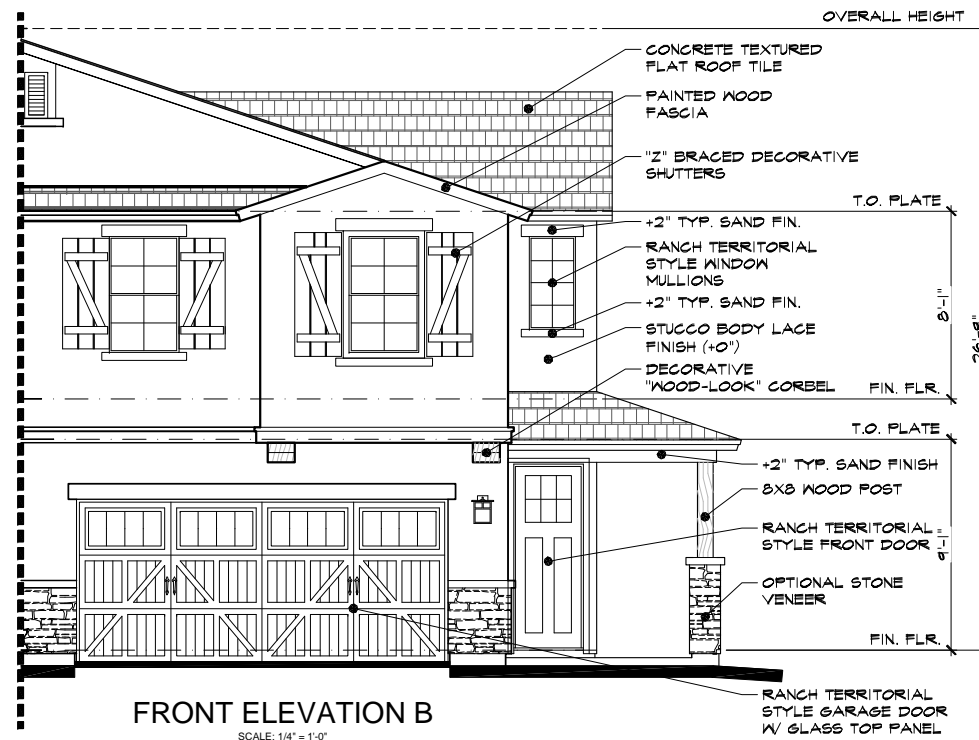 OVERALL HEIGHT
CONCRETE TEXTURED
FLAT ROOF TILE
PAINTED WOOD
FASCIA
"Z" BRACED DECORATIVE
SHUTTERS
T.O. PLATE
+2" TYP. SAND FIN.
RANCH TERRITORIAL
STYLE WINDOW
MULLIONS
+2" TYP. SAND FIN.
8'-1"
STUCCO BODY LACE
FINISH (+0")
DECORATIVE
"WOOD-LOOK" CORBEL
FIN. FLR.
T.O. PLATE
+2" TYP. SAND FINISH
8X8 WOOD POST
RANCH TERRITORIAL
STYLE FRONT DOOR
9'-1"
OPTIONAL STONE
VENEER
FIN. FLR.
RANCH TERRITORIAL
STYLE GARAGE DOOR
W/ GLASS TOP PANEL
FRONT ELEVATION B
SCALE: 1/4" = 1'-0"